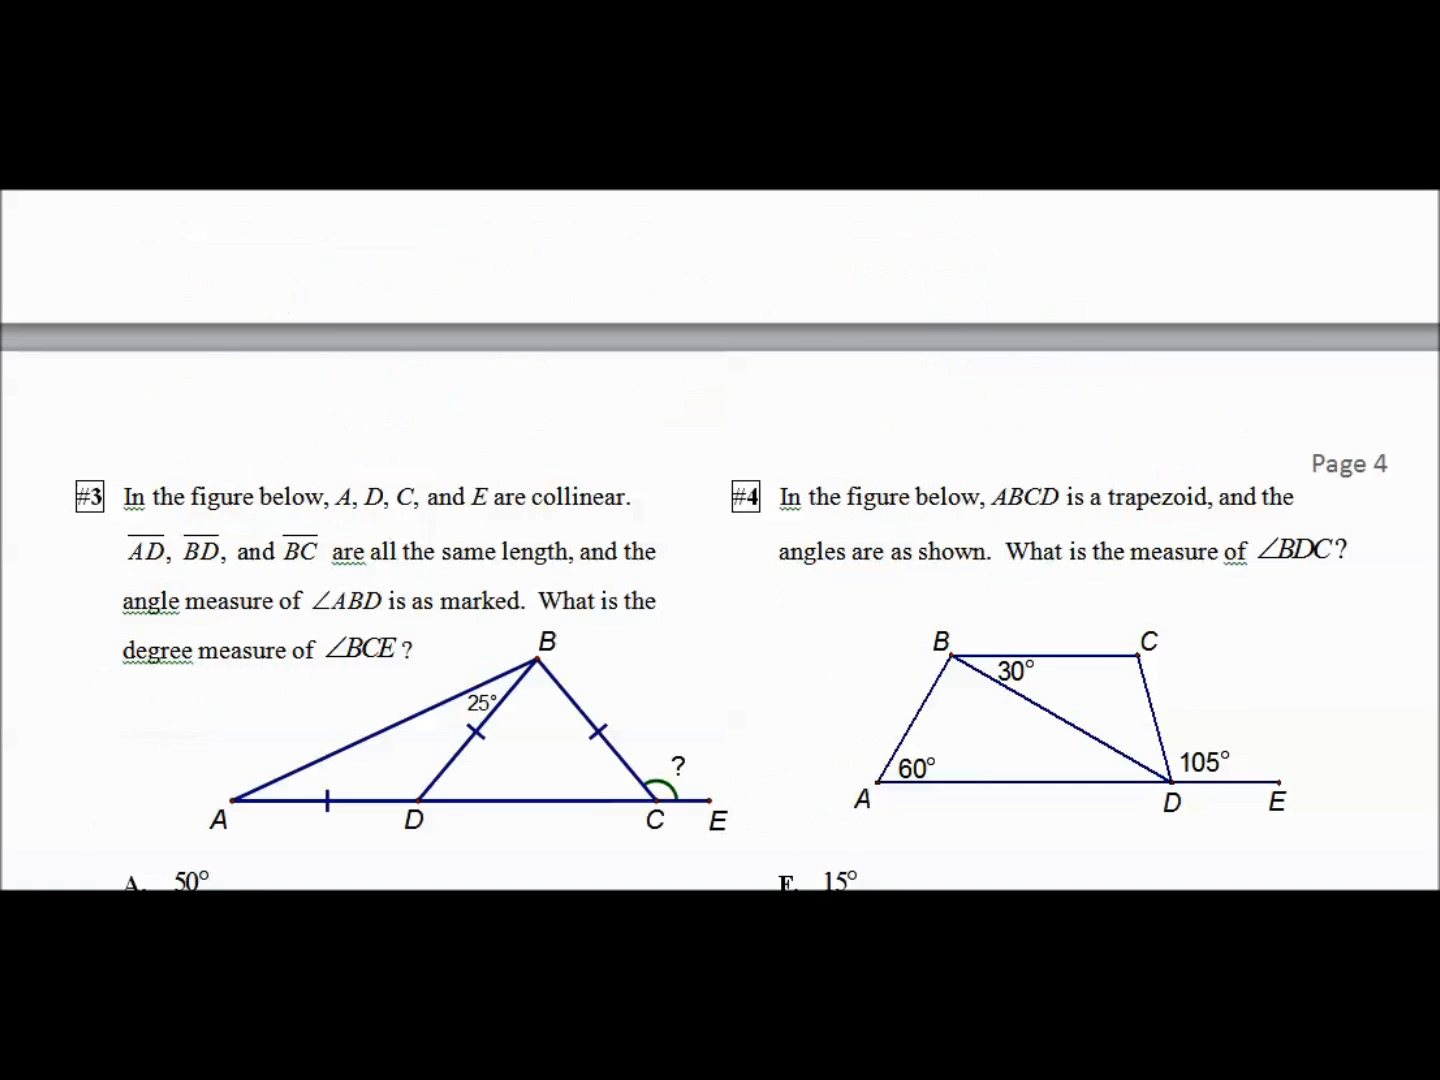 Page 4
#3 In the figure below, A, D, C, and E are collinear.
AD, BD, and BC are all the same length, and the
angle measure of ∠ABD is as marked. What is the
degree measure of ∠BCE ?
B
25°
?
A
D
C
E
A. 50°
#4 In the figure below, ABCD is a trapezoid, and the
angles are as shown. What is the measure of ∠BDC?
B
C
30°
60°
105°
A
D
E
F. 15°